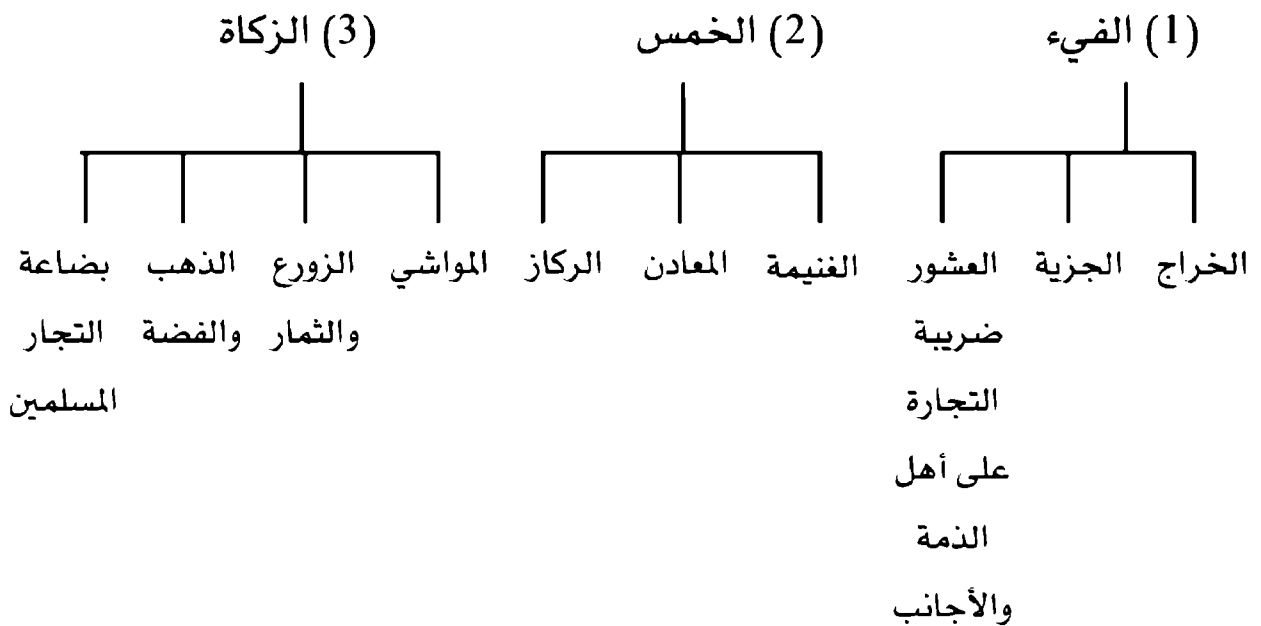 (1) الفيء
(2) الخمس
(3) الزكاة
الخراج
الجزية
العشور
ضريبة
التجارة
على أهل
الذمة
والأجانب
الغنيمة
المعادن
الركاز
المواشي
الزورع
والثمار
الذهب
والفضة
بضاعة
التجار
المسلمين